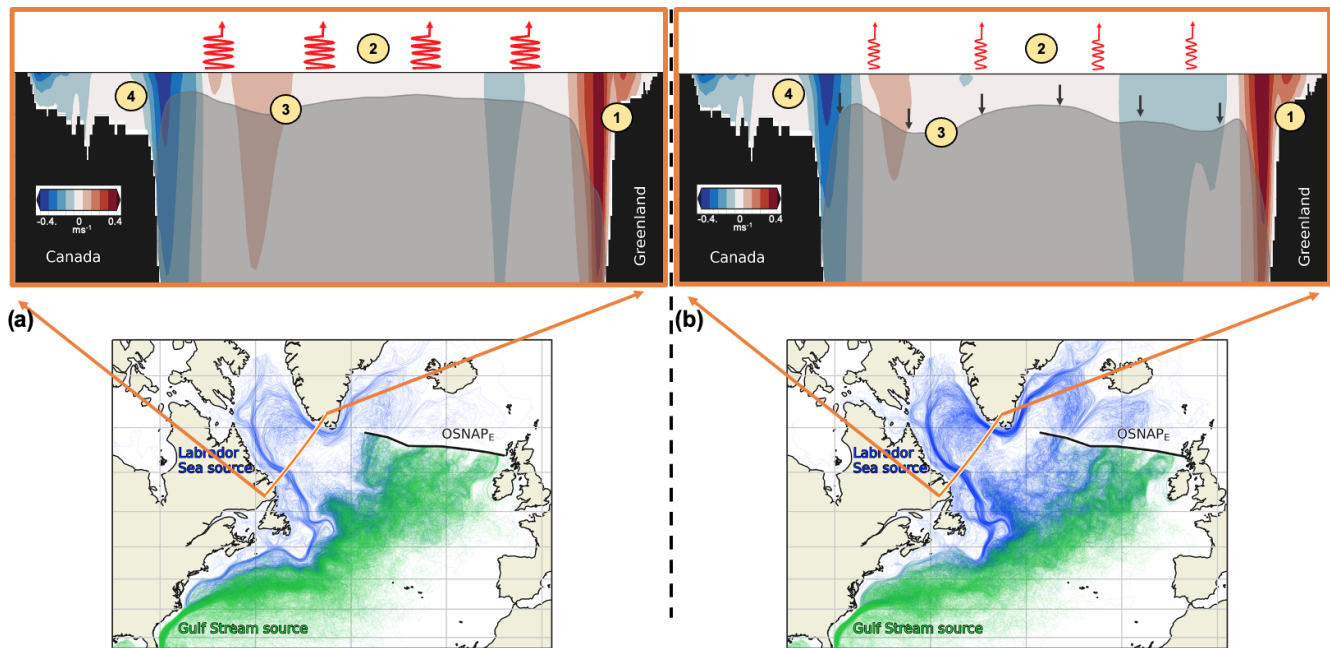 2
4
3
1
-0.4.
0
0.4
ms⁻¹
Canada
Greenland
2
4
3
1
-0.4.
0
0.4
ms⁻¹
Canada
Greenland
(a)
OSNAP_E
Labrador
Sea source
Gulf Stream source
(b)
OSNAP_E
Labrador
Sea source
Gulf Stream source